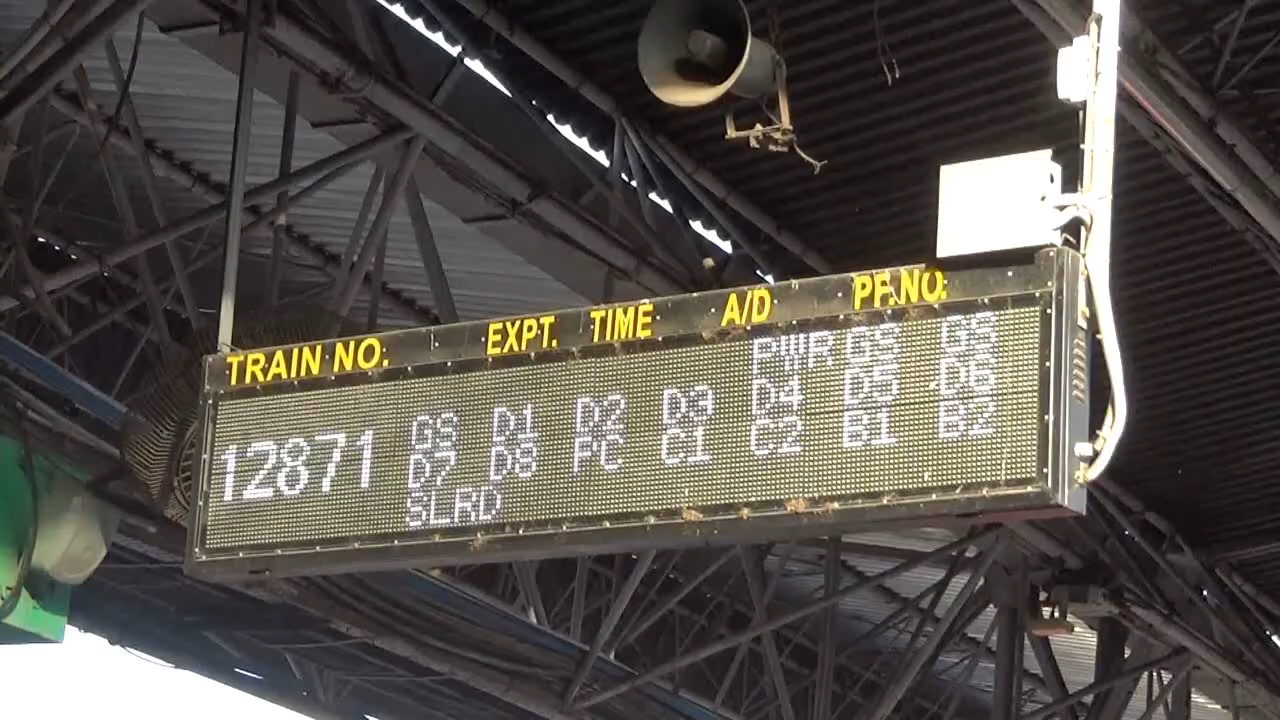 TRAIN NO. EXPT. TIME A/D PF.NO.
PWR GS GS
GS D1 D2 D3 D4 D5 D6
12871 D7 D8 PC C1 C2 B1 B2
SLRD